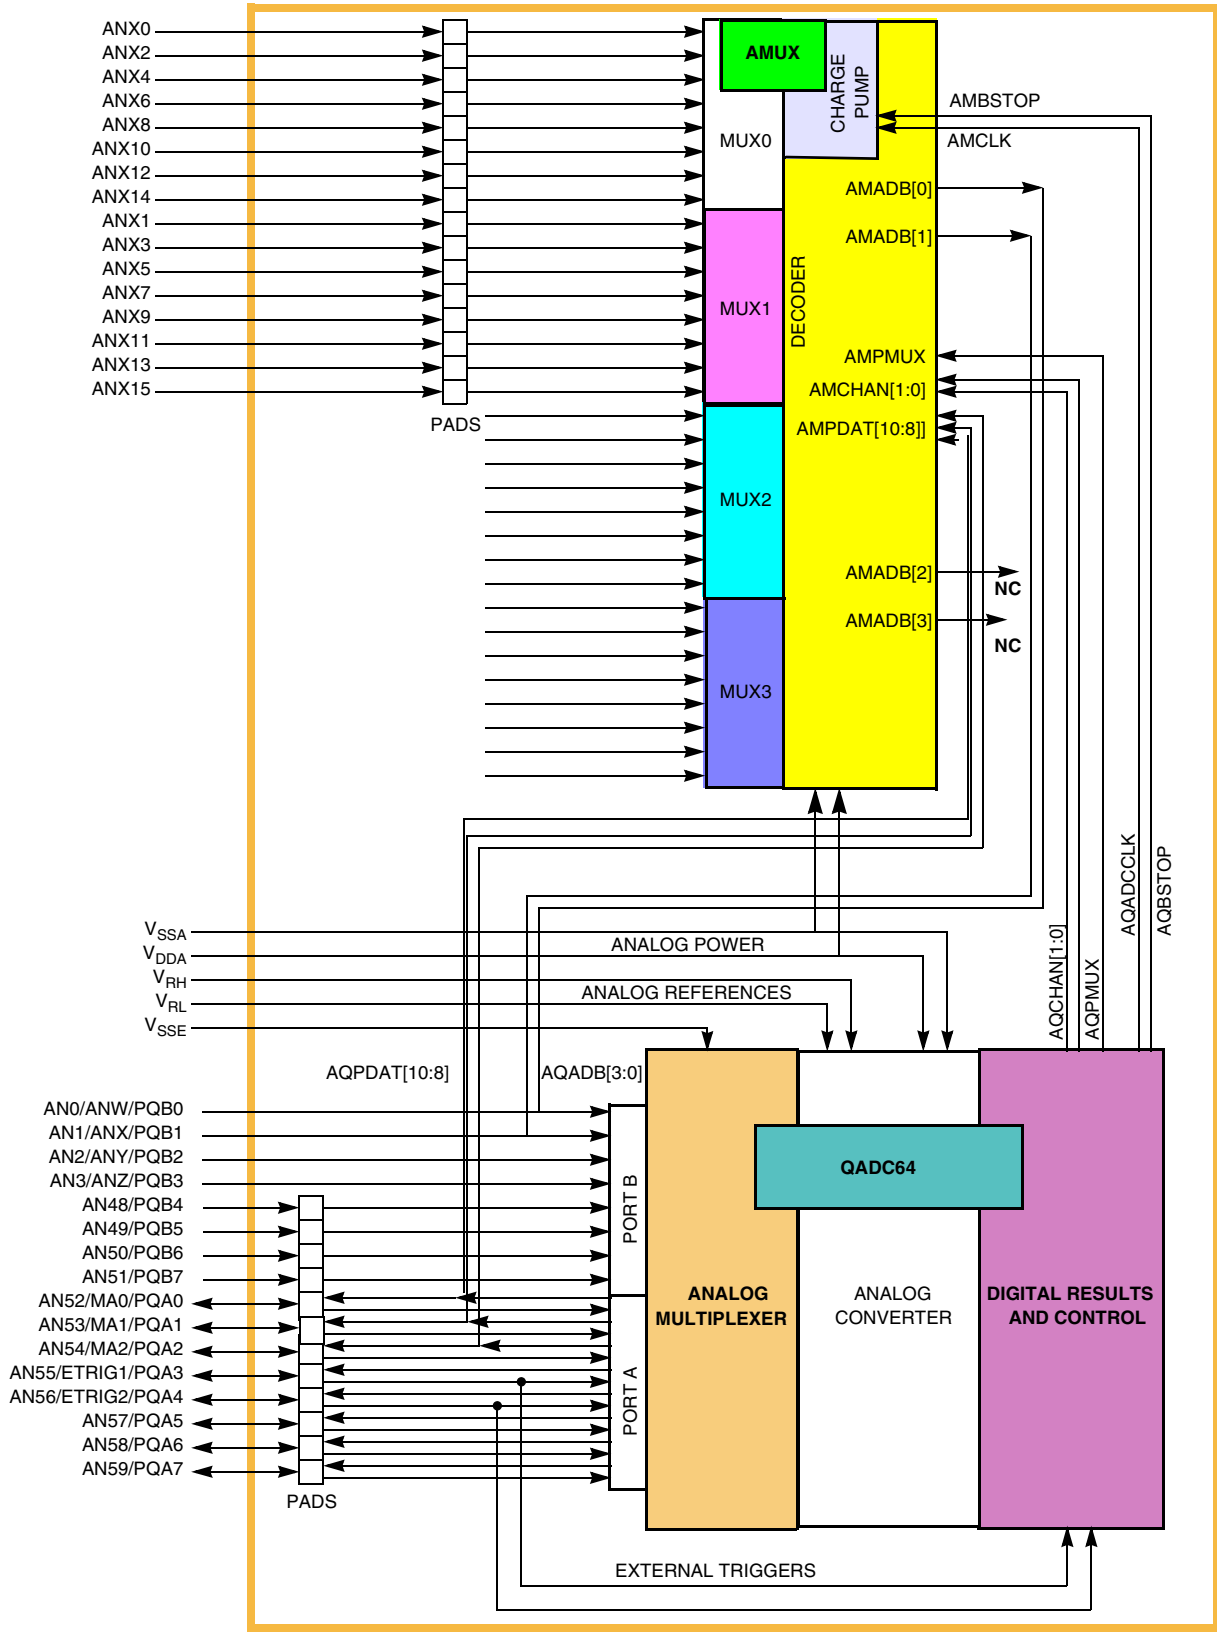 ANX0
ANX2
ANX4
ANX6
ANX8
ANX10
ANX12
ANX14
ANX1
ANX3
ANX5
ANX7
ANX9
ANX11
ANX13
ANX15
PADS
AMUX
CHARGE
PUMP
MUX0
MUX1
MUX2
MUX3
DECODER
AMBSTOP
AMCLK
AMADB[0]
AMADB[1]
AMPMUX
AMCHAN[1:0]
AMPDAT[10:8]]
AMADB[2]
NC
AMADB[3]
NC
AQCHAN[1:0]
AQPMUX
AQADCCLK
AQBSTOP
VSSA
VDDA
VRH
VRL
VSSE
ANALOG POWER
ANALOG REFERENCES
AQPDAT[10:8]
AQADB[3:0]
AN0/ANW/PQB0
AN1/ANX/PQB1
AN2/ANY/PQB2
AN3/ANZ/PQB3
AN48/PQB4
AN49/PQB5
AN50/PQB6
AN51/PQB7
AN52/MA0/PQA0
AN53/MA1/PQA1
AN54/MA2/PQA2
AN55/ETRIG1/PQA3
AN56/ETRIG2/PQA4
AN57/PQA5
AN58/PQA6
AN59/PQA7
PADS
PORT B
PORT A
QADC64
ANALOG
MULTIPLEXER
ANALOG
CONVERTER
DIGITAL RESULTS
AND CONTROL
EXTERNAL TRIGGERS